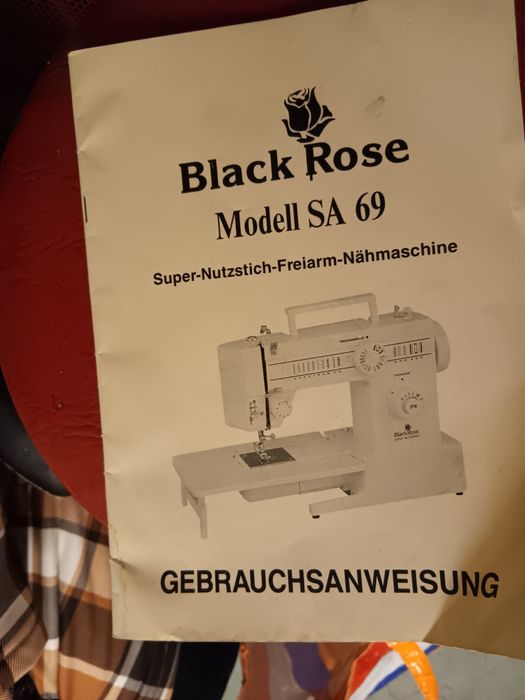 Black Rose
Modell SA 69
Super-Nutzstich-Freiarm-Nähmaschine
Black Rose
GEBRAUCHSANWEISUNG